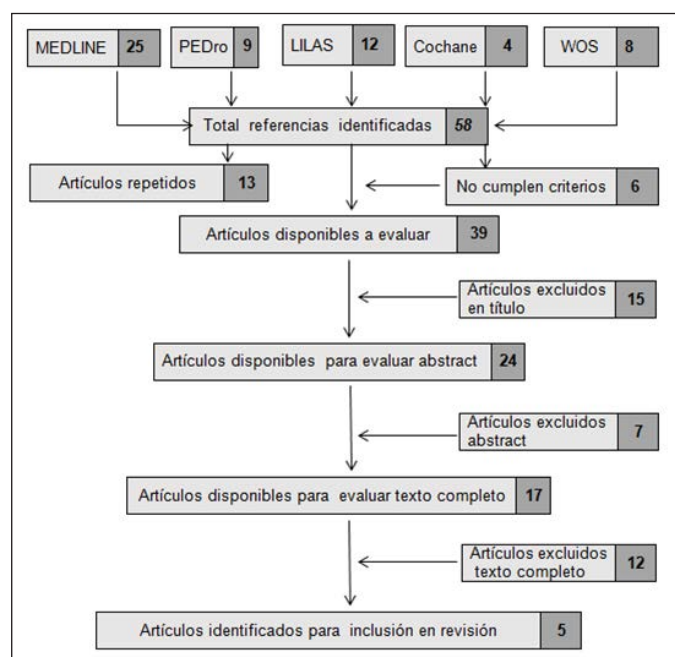 MEDLINE 25
PEDro 9
LILAS 12
Cochane 4
WOS 8
Total referencias identificadas 58
Artículos repetidos 13
No cumplen criterios 6
Artículos disponibles a evaluar 39
Artículos excluidos
en título 15
Artículos disponibles para evaluar abstract 24
Artículos excluidos
abstract 7
Artículos disponibles para evaluar texto completo 17
Artículos excluidos
texto completo 12
Artículos identificados para inclusión en revisión 5